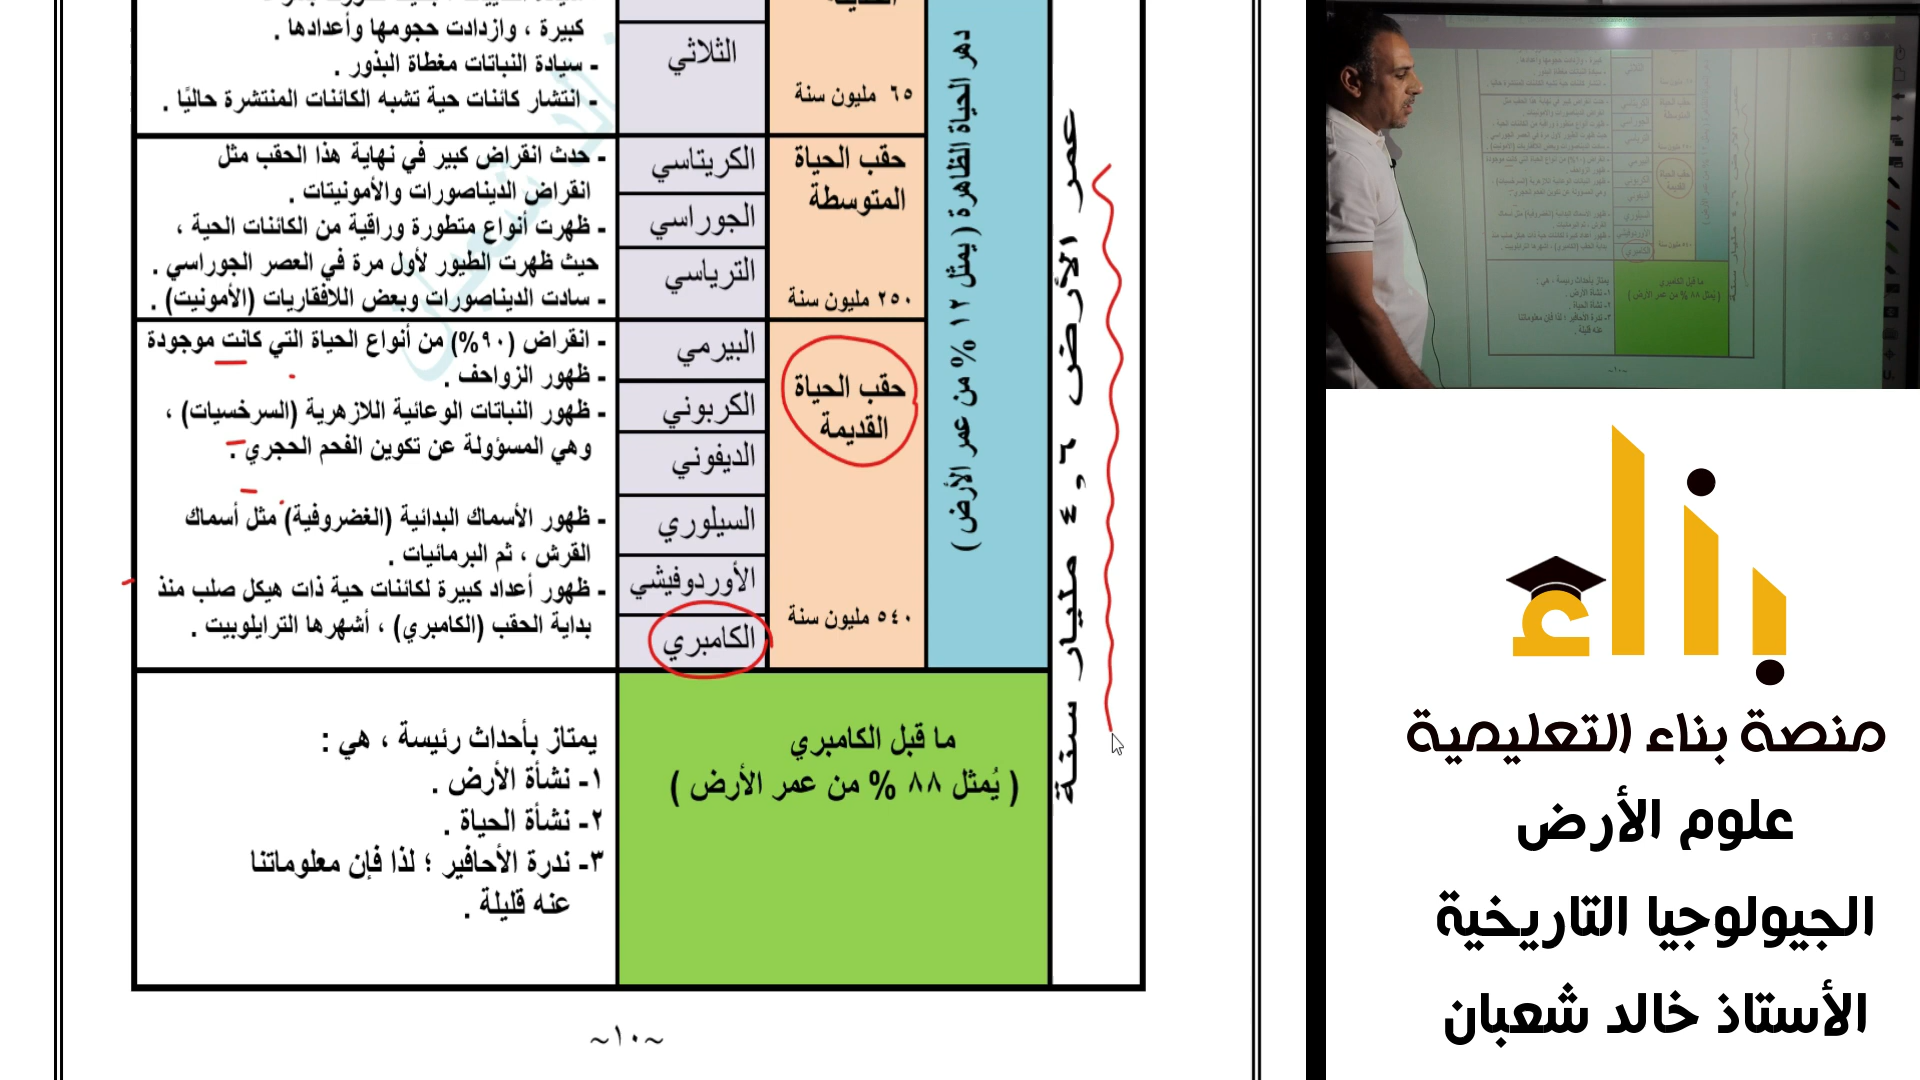 عمر الأرض ٤,٦ مليار سنة
دهر الحياة الظاهرة ( يمثل ١٢ % من عمر الأرض )
٦٥ مليون سنة
الثلاثي
كبيرة ، وازدادت حجومها وأعدادها .
- سيادة النباتات مغطاة البذور .
- انتشار كائنات حية تشبه الكائنات المنتشرة حاليًا .
حقب الحياة
المتوسطة
٢٥٠ مليون سنة
الكريتاسي
الجوراسي
الترياسي
- حدث انقراض كبير في نهاية هذا الحقب مثل
انقراض الديناصورات والأمونيتات .
- ظهرت أنواع متطورة وراقية من الكائنات الحية ،
حيث ظهرت الطيور لأول مرة في العصر الجوراسي .
- سادت الديناصورات وبعض اللافقاريات (الأمونيت) .
حقب الحياة
القديمة
٥٤٠ مليون سنة
البيرمي
الكربوني
الديفوني
السيلوري
الأوردوفيشي
الكامبري
- انقراض (٩٠%) من أنواع الحياة التي كانت موجودة
- ظهور الزواحف .
- ظهور النباتات الوعائية اللازهرية (السرخسيات) ،
وهي المسؤولة عن تكوين الفحم الحجري .
- ظهور الأسماك البدائية (الغضروفية) مثل أسماك
القرش ، ثم البرمائيات .
- ظهور أعداد كبيرة لكائنات حية ذات هيكل صلب منذ
بداية الحقب (الكامبري) ، أشهرها الترايلوبيت .
ما قبل الكامبري
( يُمثل ٨٨ % من عمر الأرض )
يمتاز بأحداث رئيسة ، هي :
١- نشأة الأرض .
٢- نشأة الحياة .
٣- ندرة الأحافير ؛ لذا فإن معلوماتنا
عنه قليلة .
~١٠~
بناء
منصة بناء التعليمية
علوم الأرض
الجيولوجيا التاريخية
الأستاذ خالد شعبان